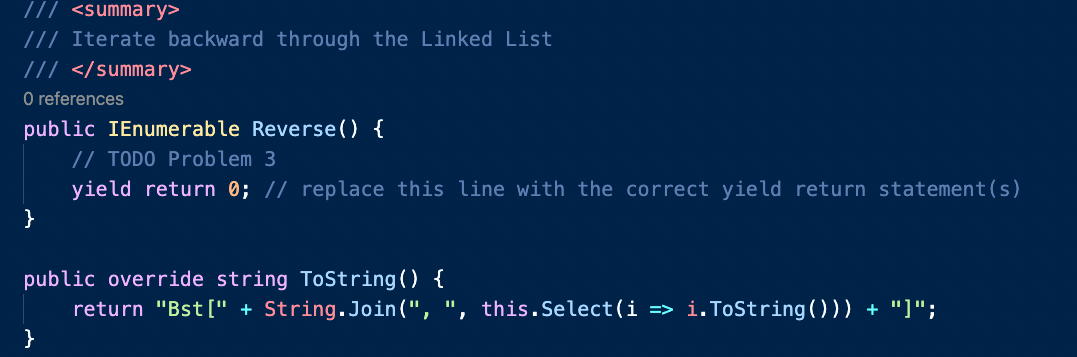 /// <summary>
/// Iterate backward through the Linked List
/// </summary>
0 references
public IEnumerable Reverse() {
    // TODO Problem 3
    yield return 0; // replace this line with the correct yield return statement(s)
}

public override string ToString() {
    return "Bst[" + String.Join(", ", this.Select(i => i.ToString())) + "]";
}